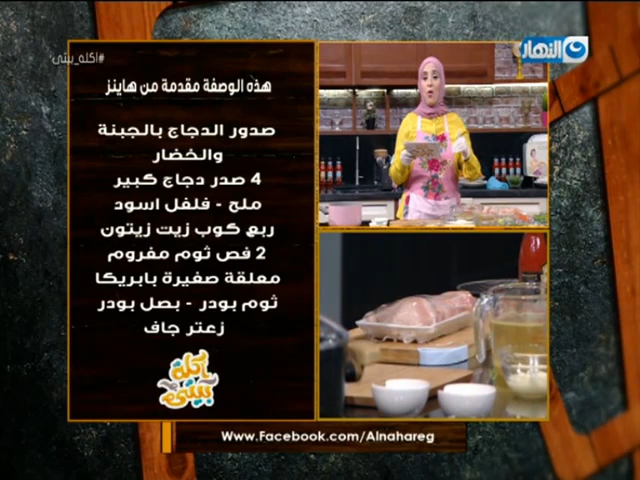 #اكله_بيتى
النهار
هذه الوصفة مقدمة من هاينز
صدور الدجاج بالجبنة
والخضار
4 صدر دجاج كبير
ملح - فلفل اسود
ربع كوب زيت زيتون
2 فص ثوم مفروم
معلقة صغيرة بابريكا
ثوم بودر - بصل بودر
زعتر جاف
أكلة
بيتي
Www.Facebook.com/Alnahareg